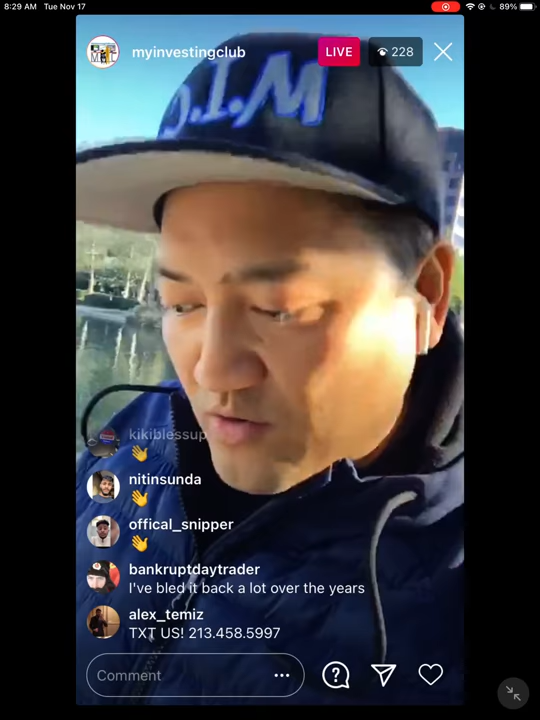 8:29 AM Tue Nov 17
89%
myinvestingclub
LIVE
228
W.I.C
kikiblessup
👋
nitinsunda
👋
offical_snipper
👋
bankruptdaytrader
I've bled it back a lot over the years
alex_temiz
TXT US! 213.458.5997
Comment